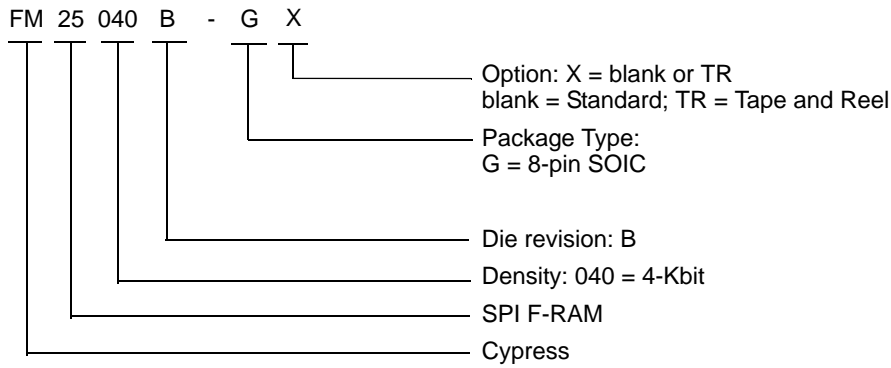 FM 25 040 B - G X
Option: X = blank or TR
blank = Standard; TR = Tape and Reel
Package Type:
G = 8-pin SOIC
Die revision: B
Density: 040 = 4-Kbit
SPI F-RAM
Cypress